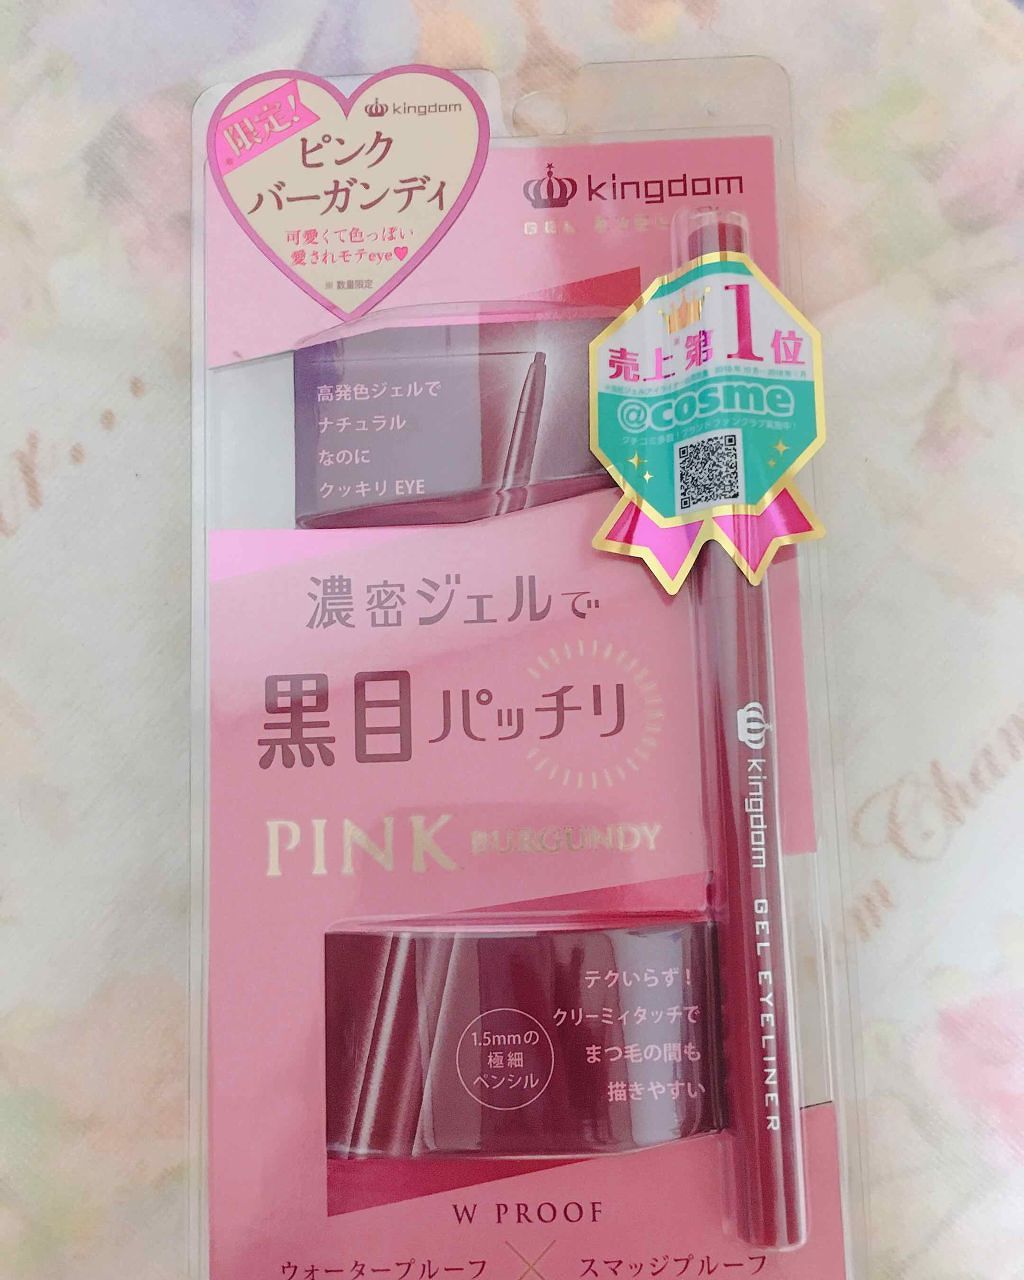 限定!
kingdom
ピンク
バーガンディ
可愛くて色っぽい
愛されモテeye♥
※ 数量限定
kingdom
売上第1位
@cosme
高発色ジェルで
ナチュラル
なのに
クッキリ EYE
濃密ジェルで
黒目パッチリ
PINK BURGUNDY
kingdom GEL EYELINER
テクいらず!
クリーミィタッチで
まつ毛の間も
描きやすい
1.5mmの
極細
ペンシル
W PROOF
ウォータープルーフ × スマッジプルーフ